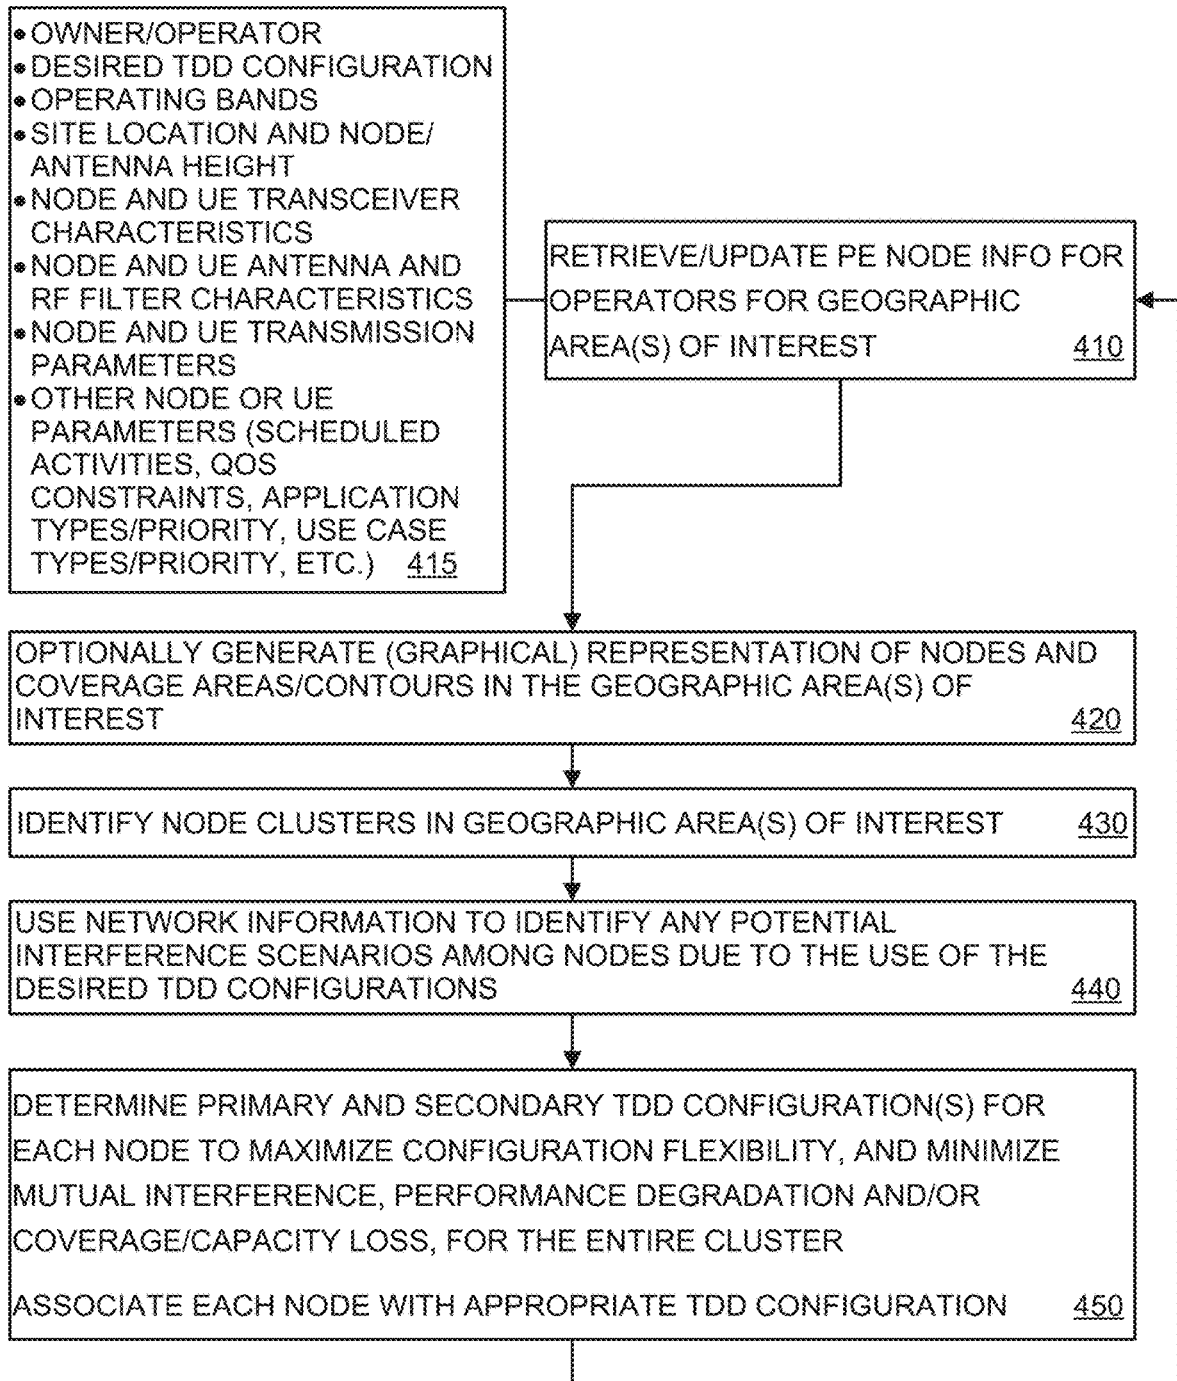 • OWNER/OPERATOR
• DESIRED TDD CONFIGURATION
• OPERATING BANDS
• SITE LOCATION AND NODE/
ANTENNA HEIGHT
• NODE AND UE TRANSCEIVER
CHARACTERISTICS
• NODE AND UE ANTENNA AND
RF FILTER CHARACTERISTICS
• NODE AND UE TRANSMISSION
PARAMETERS
• OTHER NODE OR UE
PARAMETERS (SCHEDULED
ACTIVITIES, QOS
CONSTRAINTS, APPLICATION
TYPES/PRIORITY, USE CASE
TYPES/PRIORITY, ETC.) 415
RETRIEVE/UPDATE PE NODE INFO FOR
OPERATORS FOR GEOGRAPHIC
AREA(S) OF INTEREST 410
OPTIONALLY GENERATE (GRAPHICAL) REPRESENTATION OF NODES AND
COVERAGE AREAS/CONTOURS IN THE GEOGRAPHIC AREA(S) OF
INTEREST 420
IDENTIFY NODE CLUSTERS IN GEOGRAPHIC AREA(S) OF INTEREST 430
USE NETWORK INFORMATION TO IDENTIFY ANY POTENTIAL
INTERFERENCE SCENARIOS AMONG NODES DUE TO THE USE OF THE
DESIRED TDD CONFIGURATIONS 440
DETERMINE PRIMARY AND SECONDARY TDD CONFIGURATION(S) FOR
EACH NODE TO MAXIMIZE CONFIGURATION FLEXIBILITY, AND MINIMIZE
MUTUAL INTERFERENCE, PERFORMANCE DEGRADATION AND/OR
COVERAGE/CAPACITY LOSS, FOR THE ENTIRE CLUSTER
ASSOCIATE EACH NODE WITH APPROPRIATE TDD CONFIGURATION 450